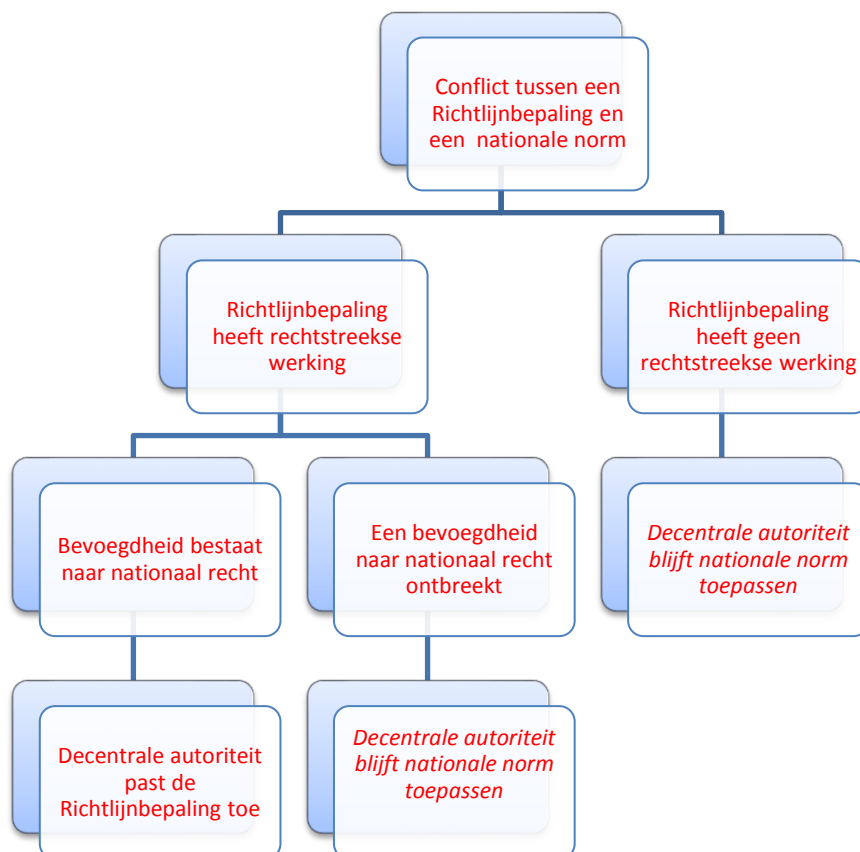 Conflict tussen een
Richtlijnbepaling en
een nationale norm
Richtlijnbepaling
heeft rechtstreekse
werking
Richtlijnbepaling
heeft geen
rechtstreekse werking
Bevoegdheid bestaat
naar nationaal recht
Een bevoegdheid
naar nationaal recht
ontbreekt
Decentrale autoriteit
blijft nationale norm
toepassen
Decentrale autoriteit
past de
Richtlijnbepaling toe
Decentrale autoriteit
blijft nationale norm
toepassen